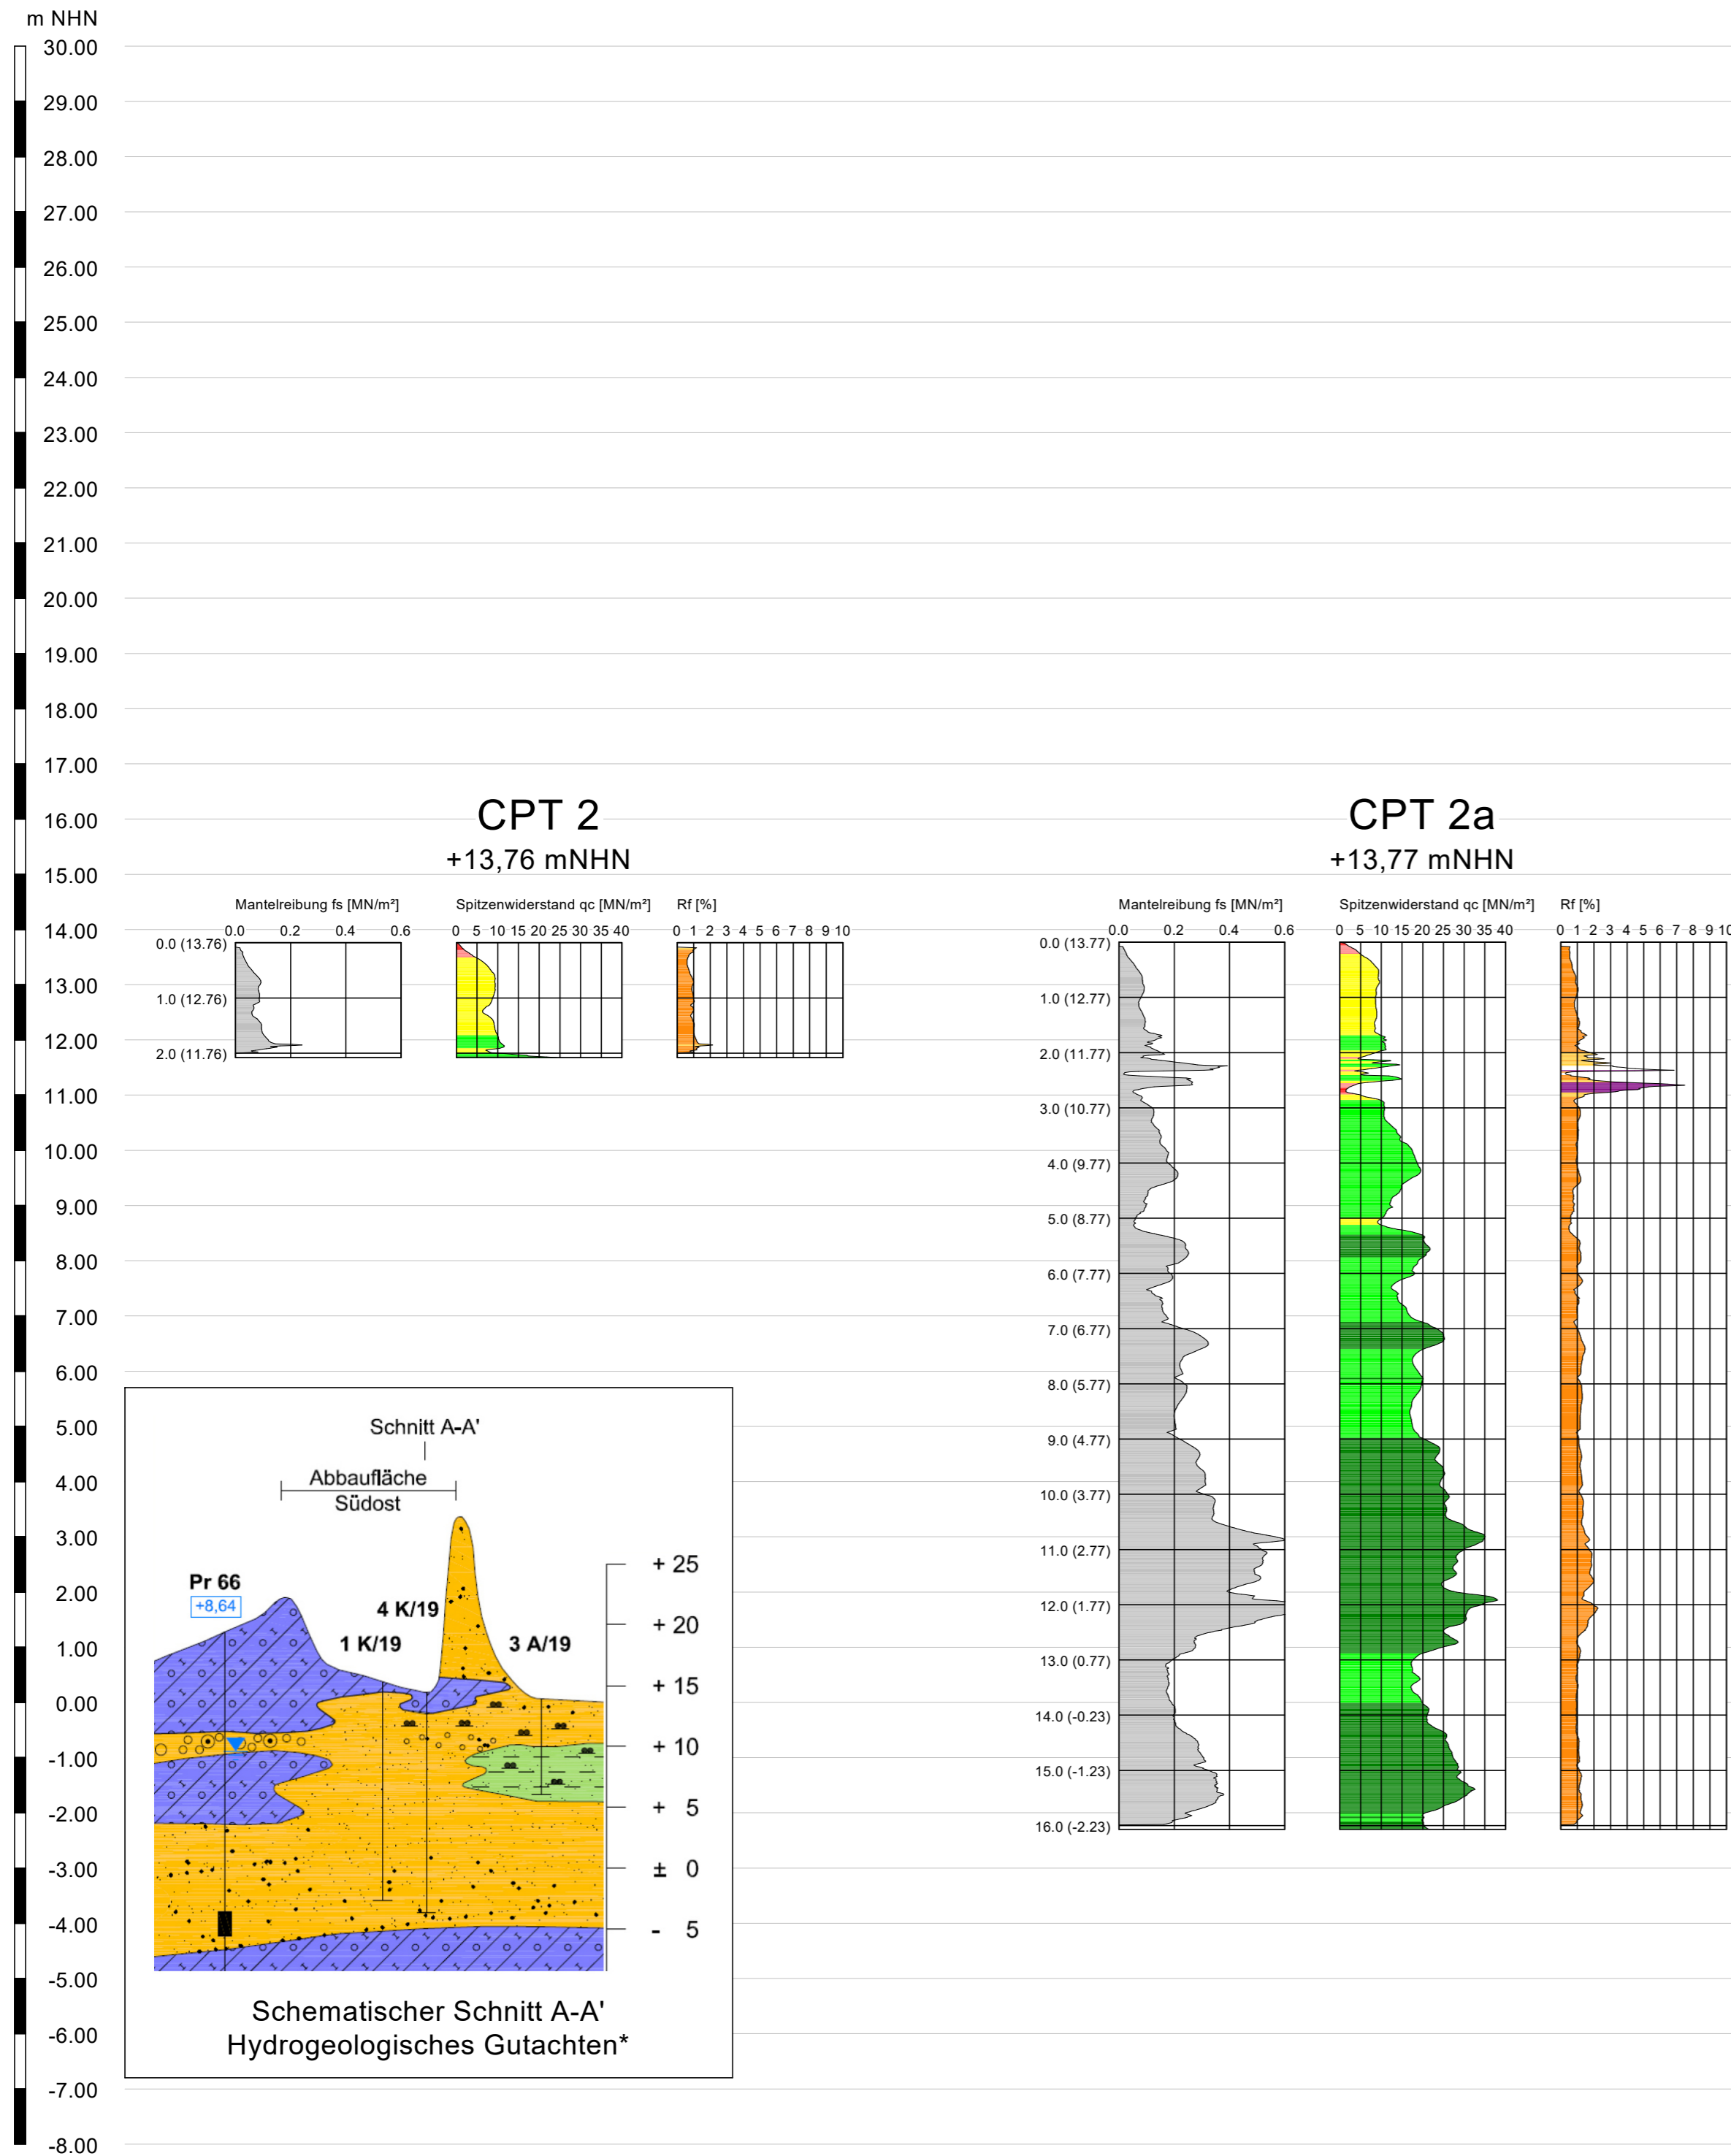 m NHN
30.00
29.00
28.00
27.00
26.00
25.00
24.00
23.00
22.00
21.00
20.00
19.00
18.00
17.00
16.00
15.00
14.00
13.00
12.00
11.00
10.00
9.00
8.00
7.00
6.00
5.00
4.00
3.00
2.00
1.00
0.00
-1.00
-2.00
-3.00
-4.00
-5.00
-6.00
-7.00
-8.00
CPT 2
+13,76 mNHN
Mantelreibung fs [MN/m²]
0.0 0.2 0.4 0.6
Spitzenwiderstand qc [MN/m²]
0 5 10 15 20 25 30 35 40
Rf [%]
0 1 2 3 4 5 6 7 8 9 10
0.0 (13.76)
1.0 (12.76)
2.0 (11.76)
CPT 2a
+13,77 mNHN
Mantelreibung fs [MN/m²]
0.0 0.2 0.4 0.6
Spitzenwiderstand qc [MN/m²]
0 5 10 15 20 25 30 35 40
Rf [%]
0 1 2 3 4 5 6 7 8 9 10
0.0 (13.77)
1.0 (12.77)
2.0 (11.77)
3.0 (10.77)
4.0 (9.77)
5.0 (8.77)
6.0 (7.77)
7.0 (6.77)
8.0 (5.77)
9.0 (4.77)
10.0 (3.77)
11.0 (2.77)
12.0 (1.77)
13.0 (0.77)
14.0 (-0.23)
15.0 (-1.23)
16.0 (-2.23)
Schnitt A-A'
Abbaufläche
Südost
Pr 66
+8,64
4 K/19
1 K/19
3 A/19
+ 25
+ 20
+ 15
+ 10
+ 5
± 0
- 5
Schematischer Schnitt A-A'
Hydrogeologisches Gutachten*